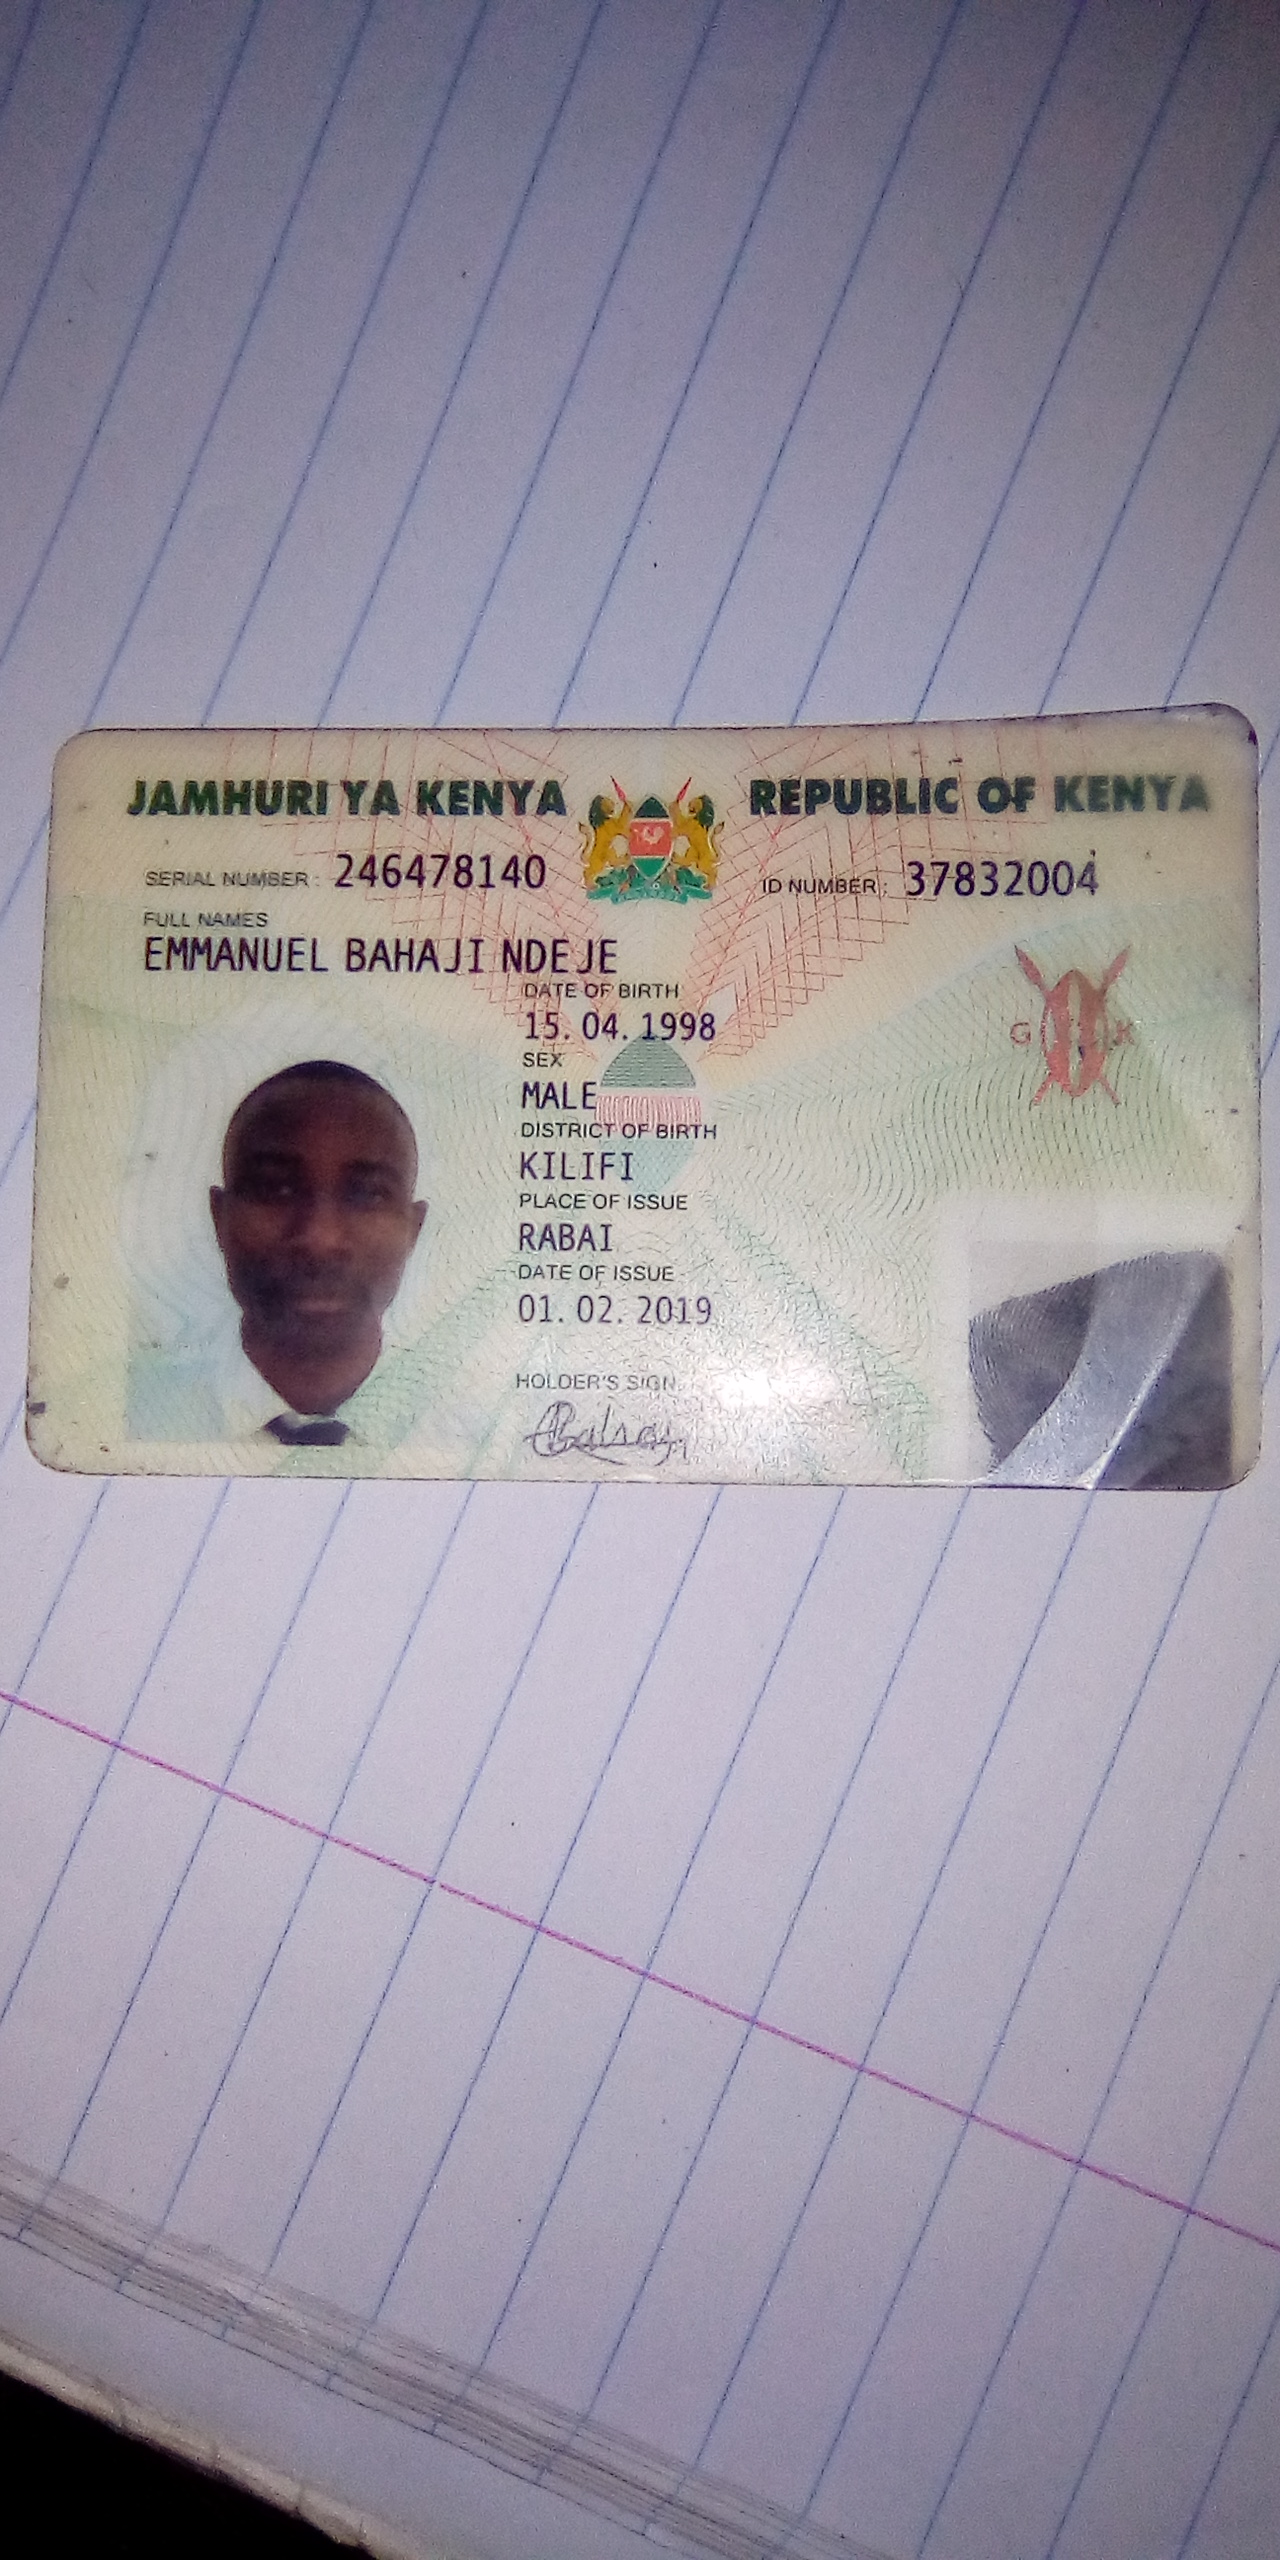 JAMHURI YA KENYA REPUBLIC OF KENYA
SERIAL NUMBER : 246478140 ID NUMBER : 37832004
FULL NAMES
EMMANUEL BAHAJI NDEJE
DATE OF BIRTH
15. 04. 1998
G K
SEX
MALE
DISTRICT OF BIRTH
KILIFI
PLACE OF ISSUE
RABAI
DATE OF ISSUE
01. 02. 2019
HOLDER'S SIGN.